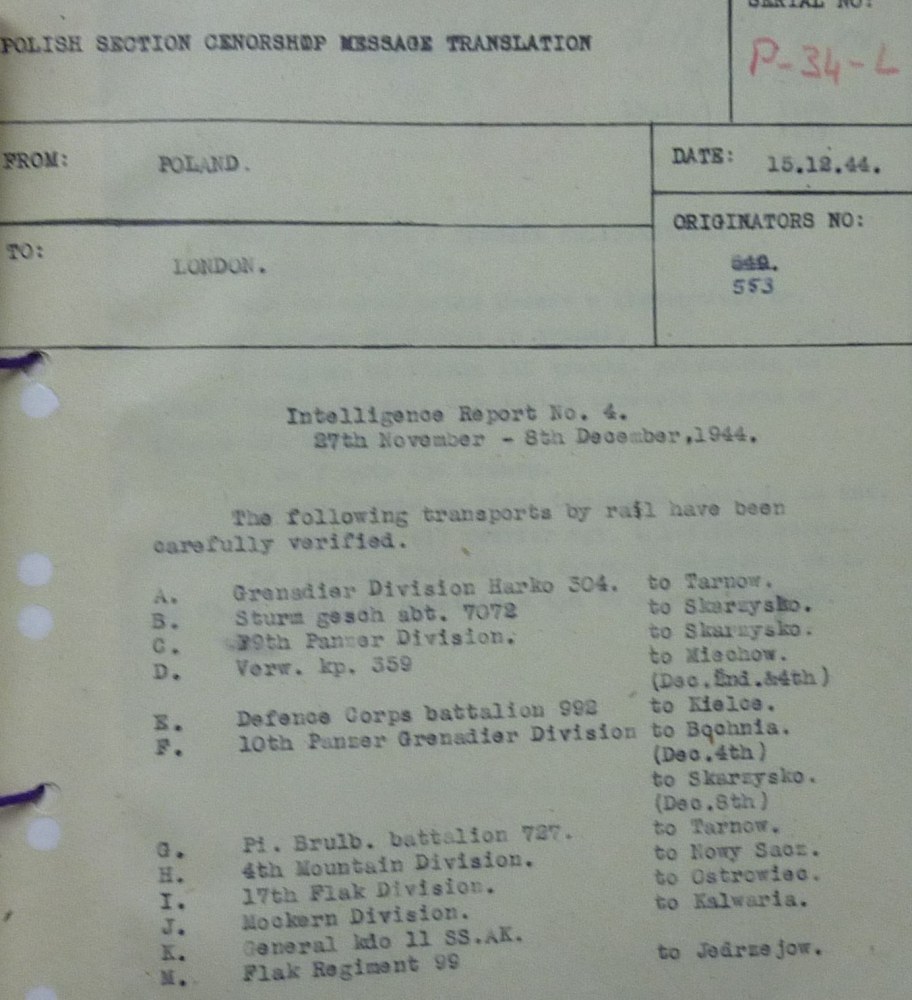 SERIAL NO:
POLISH SECTION CENORSHOP MESSAGE TRANSLATION
P-34-L
FROM: POLAND.
DATE: 15.12.44.
TO: LONDON.
ORIGINATORS NO:
549.
553
Intelligence Report No. 4.
27th November - 8th December,1944.
The following transports by rail have been
carefully verified.
A. Grenadier Division Harko 304. to Tarnow.
B. Sturm gesch abt. 7072 to Skarzysko.
C. 19th Panzer Division. to Skarzysko.
D. Verw. kp. 359 to Miechow.
(Dec.2nd.&4th)
E. Defence Corps battalion 992 to Kielce.
F. 10th Panzer Grenadier Division to Bochnia.
(Dec.4th)
to Skarzysko.
(Dec.8th)
G. Pi. Brulb. battalion 727. to Tarnow.
H. 4th Mountain Division. to Nowy Sacz.
I. 17th Flak Division. to Ostrowiec.
J. Mockern Division. to Kalwaria.
K. General kdo 11 SS.AK.
M. Flak Regiment 99 to Jedrzejow.